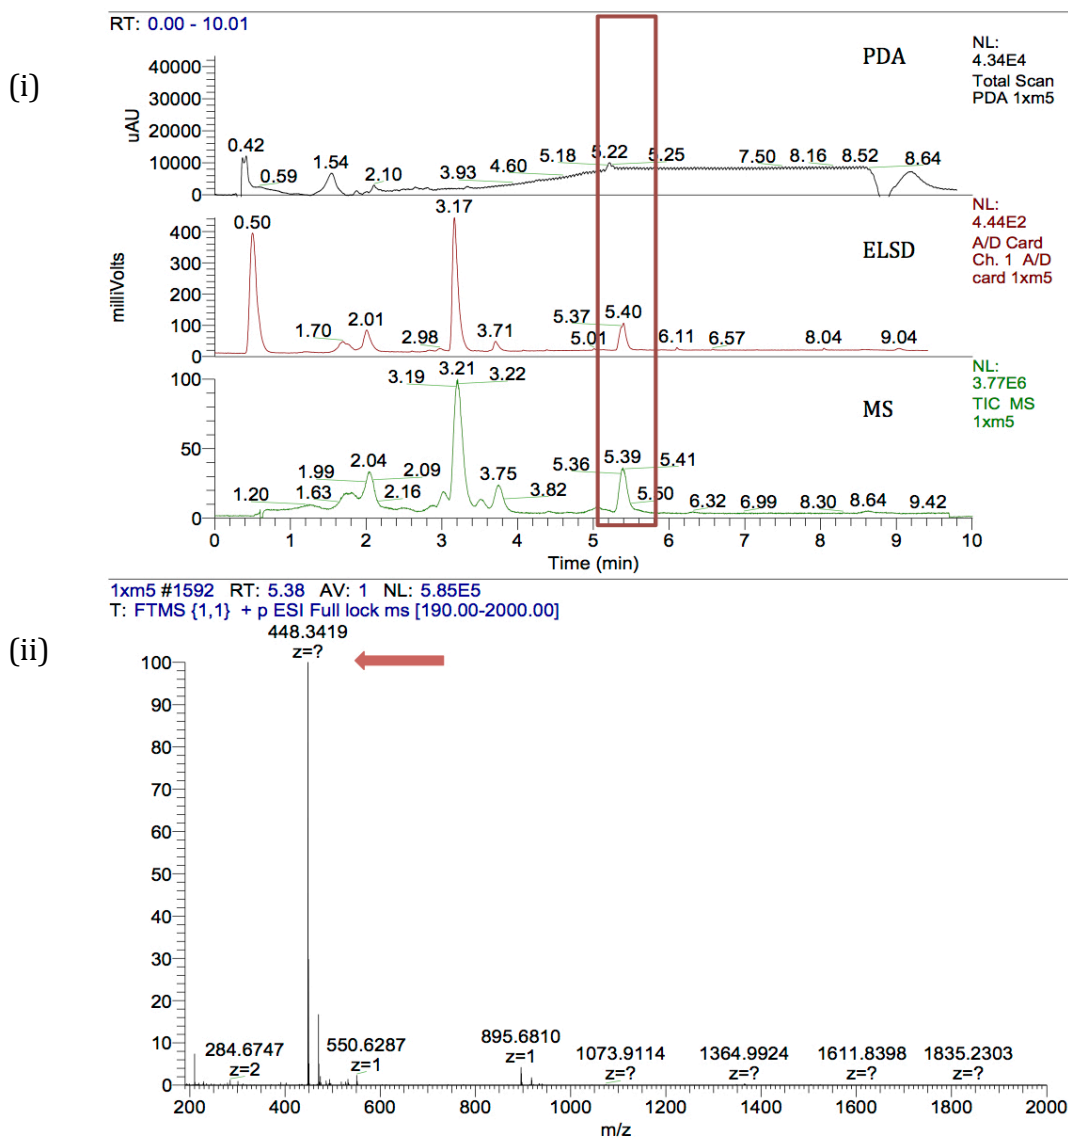 RT: 0.00 - 10.01
(i)
PDA
NL:
4.34E4
Total Scan
PDA 1xm5
uAU
40000
30000
20000
10000
0
0.42
0.59
1.54
2.10
3.93
4.60
5.18
5.22
5.25
7.50
8.16
8.52
8.64
ELSD
NL:
4.44E2
A/D Card
Ch. 1 A/D
card 1xm5
milliVolts
400
300
200
100
0
0.50
1.70
2.01
2.98
3.17
3.71
5.01
5.37
5.40
6.11
6.57
8.04
9.04
MS
NL:
3.77E6
TIC MS
1xm5
100
50
0
1.20
1.63
1.99
2.04
2.09
2.16
3.19
3.21
3.22
3.75
3.82
5.36
5.39
5.41
5.50
6.32
6.99
8.30
8.64
9.42
0 1 2 3 4 5 6 7 8 9 10
Time (min)
1xm5 #1592 RT: 5.38 AV: 1 NL: 5.85E5
T: FTMS {1,1} + p ESI Full lock ms [190.00-2000.00]
(ii)
448.3419
z=?
100
90
80
70
60
50
40
30
20
10
0
284.6747
z=2
550.6287
z=1
895.6810
z=1
1073.9114
z=?
1364.9924
z=?
1611.8398
z=?
1835.2303
z=?
200 400 600 800 1000 1200 1400 1600 1800 2000
m/z